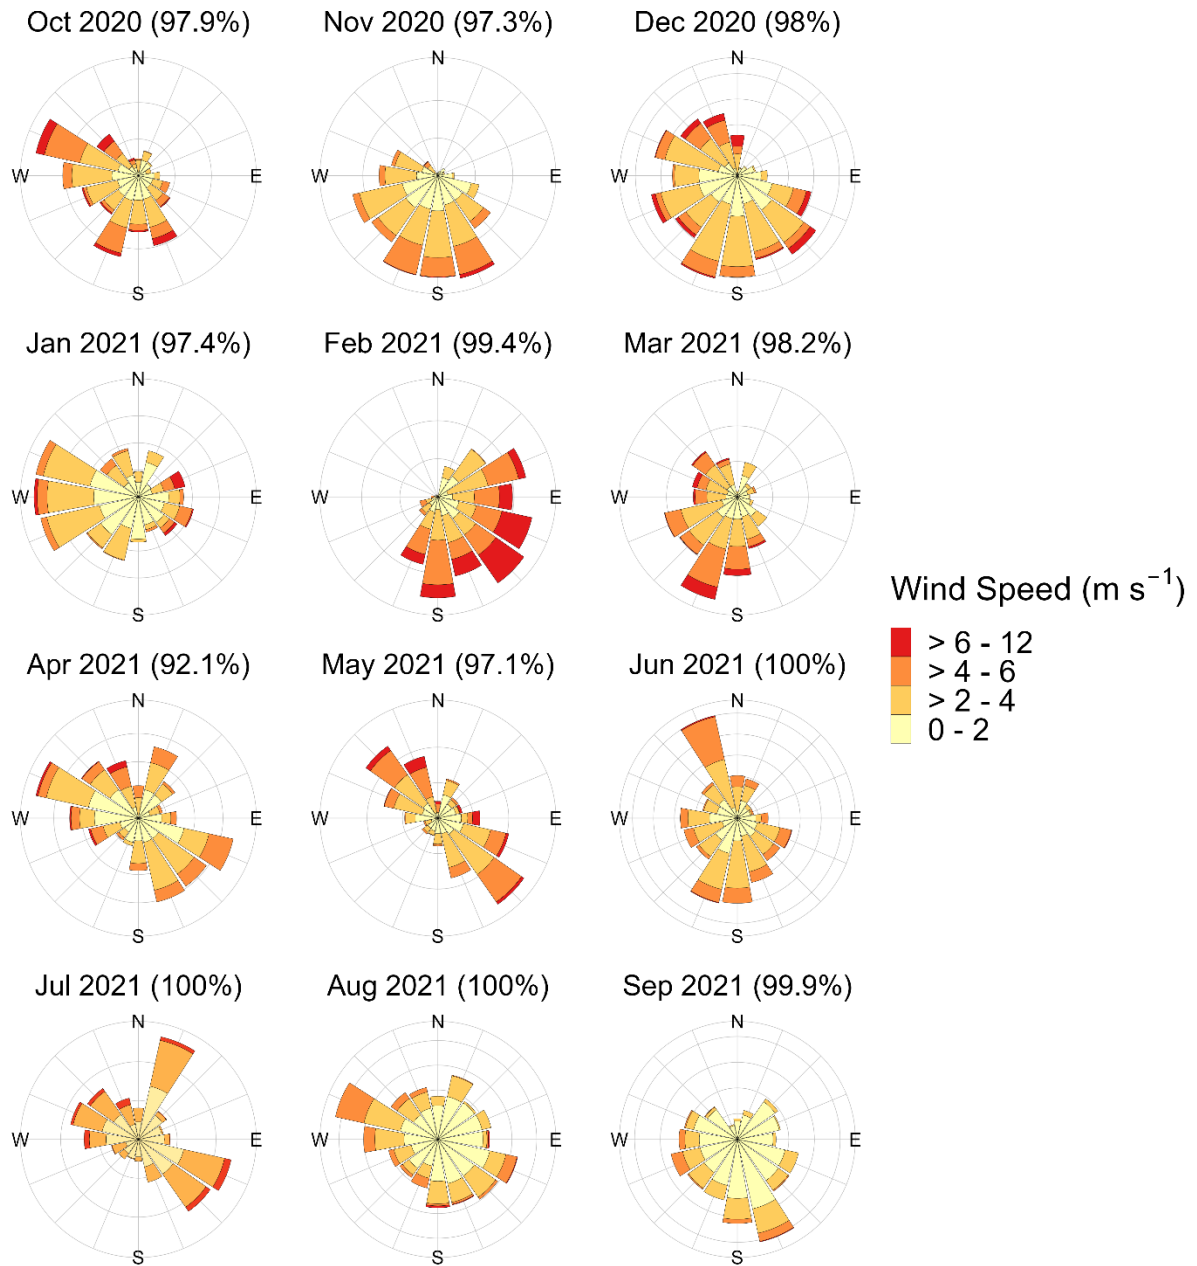 Oct 2020 (97.9%) Nov 2020 (97.3%) Dec 2020 (98%)
N N N
W E W E W E
S S S
Jan 2021 (97.4%) Feb 2021 (99.4%) Mar 2021 (98.2%)
N N N
W E W E W E
S S S
Wind Speed (m s⁻¹)
> 6 - 12
> 4 - 6
> 2 - 4
0 - 2
Apr 2021 (92.1%) May 2021 (97.1%) Jun 2021 (100%)
N N N
W E W E W E
S S S
Jul 2021 (100%) Aug 2021 (100%) Sep 2021 (99.9%)
N N N
W E W E W E
S S S